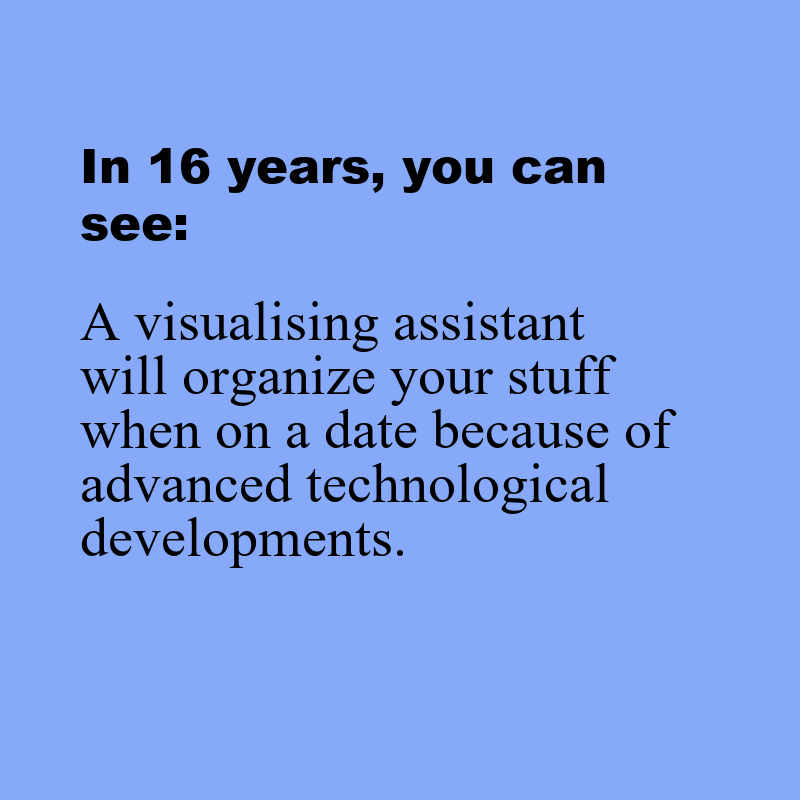 In 16 years, you can
see:
A visualising assistant
will organize your stuff
when on a date because of
advanced technological
developments.